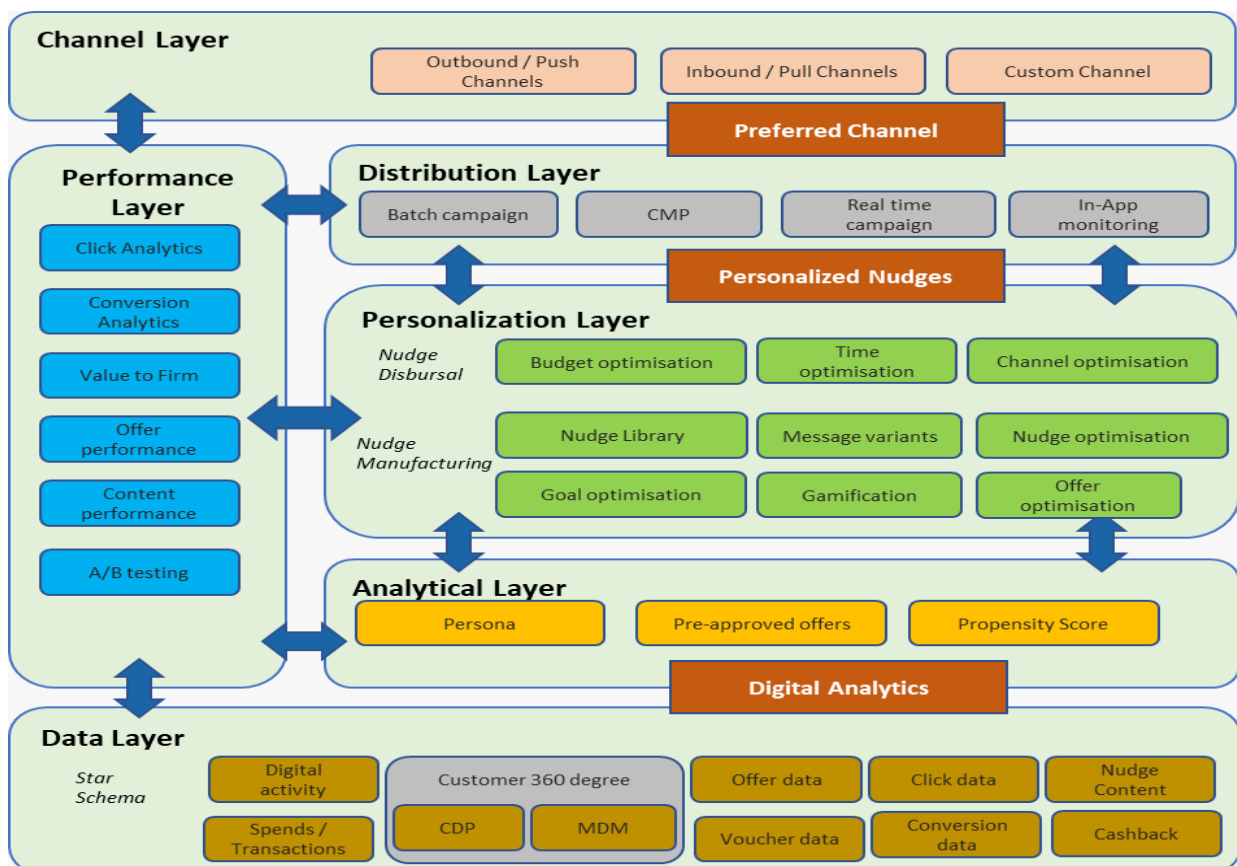 Channel Layer
Outbound / Push
Channels
Inbound / Pull Channels
Custom Channel
Preferred Channel
Performance
Layer
Click Analytics
Conversion
Analytics
Value to Firm
Offer
performance
Content
performance
A/B testing
Distribution Layer
Batch campaign
CMP
Real time
campaign
In-App
monitoring
Personalized Nudges
Personalization Layer
Nudge
Disbursal
Budget optimisation
Time
optimisation
Channel optimisation
Nudge
Manufacturing
Nudge Library
Message variants
Nudge optimisation
Goal optimisation
Gamification
Offer
optimisation
Analytical Layer
Persona
Pre-approved offers
Propensity Score
Digital Analytics
Data Layer
Star
Schema
Digital
activity
Customer 360 degree
Offer data
Click data
Nudge
Content
Spends /
Transactions
CDP
MDM
Voucher data
Conversion
data
Cashback